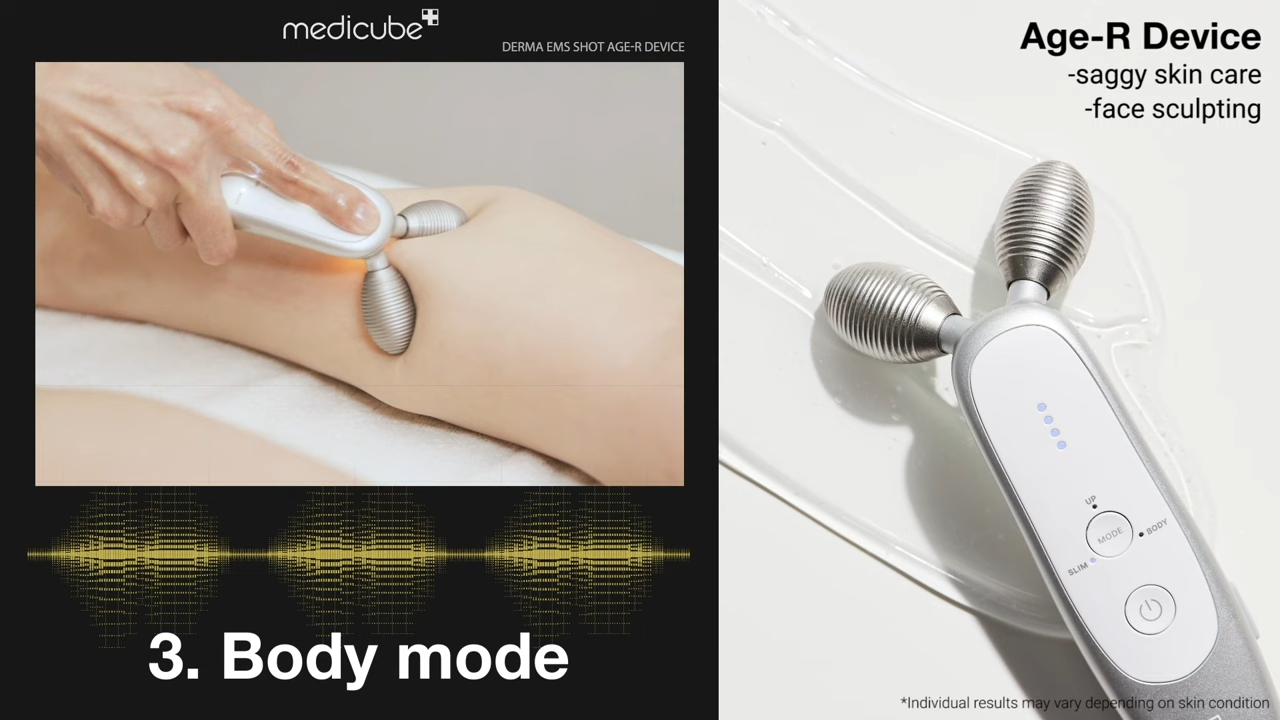 medicube
DERMA EMS SHOT AGE-R DEVICE
3. Body mode
Age-R Device
-saggy skin care
-face sculpting
UP
MODE
BODY
SLIM
*Individual results may vary depending on skin condition